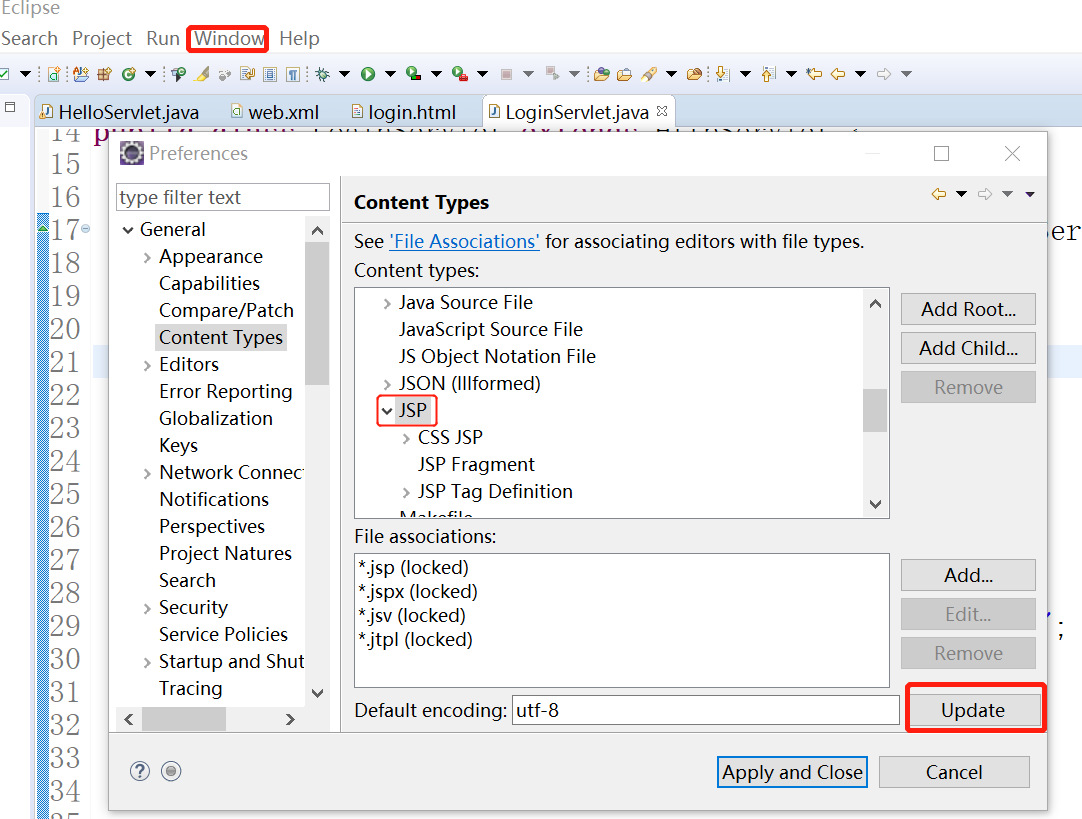 Eclipse
Search Project Run Window Help
HelloServlet.java web.xml login.html LoginServlet.java
14
15
16
17
18
19
20
21
22
23
24
25
26
27
28
29
30
31
32
33
34
Preferences
type filter text
General
Appearance
Capabilities
Compare/Patch
Content Types
Editors
Error Reporting
Globalization
Keys
Network Connec
Notifications
Perspectives
Project Natures
Search
Security
Service Policies
Startup and Shut
Tracing
Content Types
See 'File Associations' for associating editors with file types.
Content types:
Java Source File
JavaScript Source File
JS Object Notation File
JSON (Illformed)
JSP
CSS JSP
JSP Fragment
JSP Tag Definition
Makefile
Add Root...
Add Child...
Remove
File associations:
*.jsp (locked)
*.jspx (locked)
*.jsv (locked)
*.jtpl (locked)
Add...
Edit...
Remove
Default encoding: utf-8
Update
Apply and Close Cancel